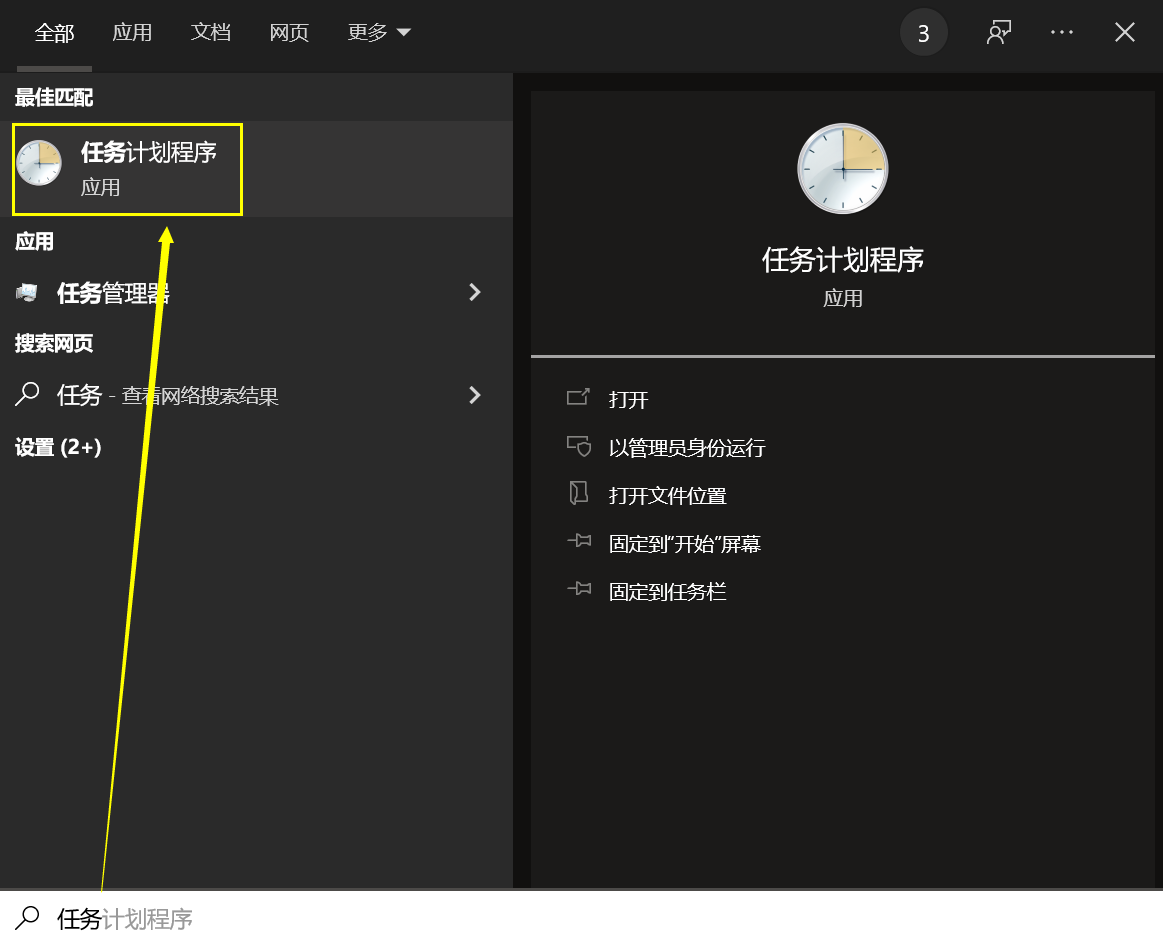 全部 应用 文档 网页 更多 3
最佳匹配
任务计划程序
应用
应用
任务管理器
搜索网页
任务 - 查看网络搜索结果
设置 (2+)
任务计划程序
应用
打开
以管理员身份运行
打开文件位置
固定到“开始”屏幕
固定到任务栏
任务计划程序